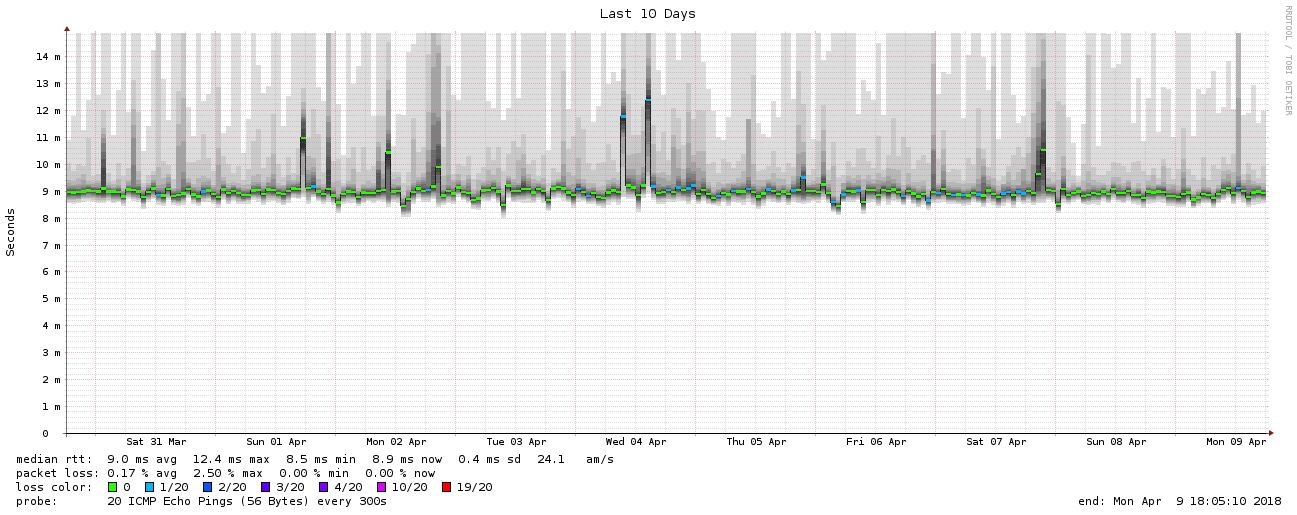 Last 10 Days
RRDTOOL / TOBI OETIKER
Seconds
14 m
13 m
12 m
11 m
10 m
9 m
8 m
7 m
6 m
5 m
4 m
3 m
2 m
1 m
0
Sat 31 Mar Sun 01 Apr Mon 02 Apr Tue 03 Apr Wed 04 Apr Thu 05 Apr Fri 06 Apr Sat 07 Apr Sun 08 Apr Mon 09 Apr
median rtt: 9.0 ms avg 12.4 ms max 8.5 ms min 8.9 ms now 0.4 ms sd 24.1 am/s
packet loss: 0.17 % avg 2.50 % max 0.00 % min 0.00 % now
loss color: 0 1/20 2/20 3/20 4/20 10/20 19/20
probe: 20 ICMP Echo Pings (56 Bytes) every 300s end: Mon Apr 9 18:05:10 2018